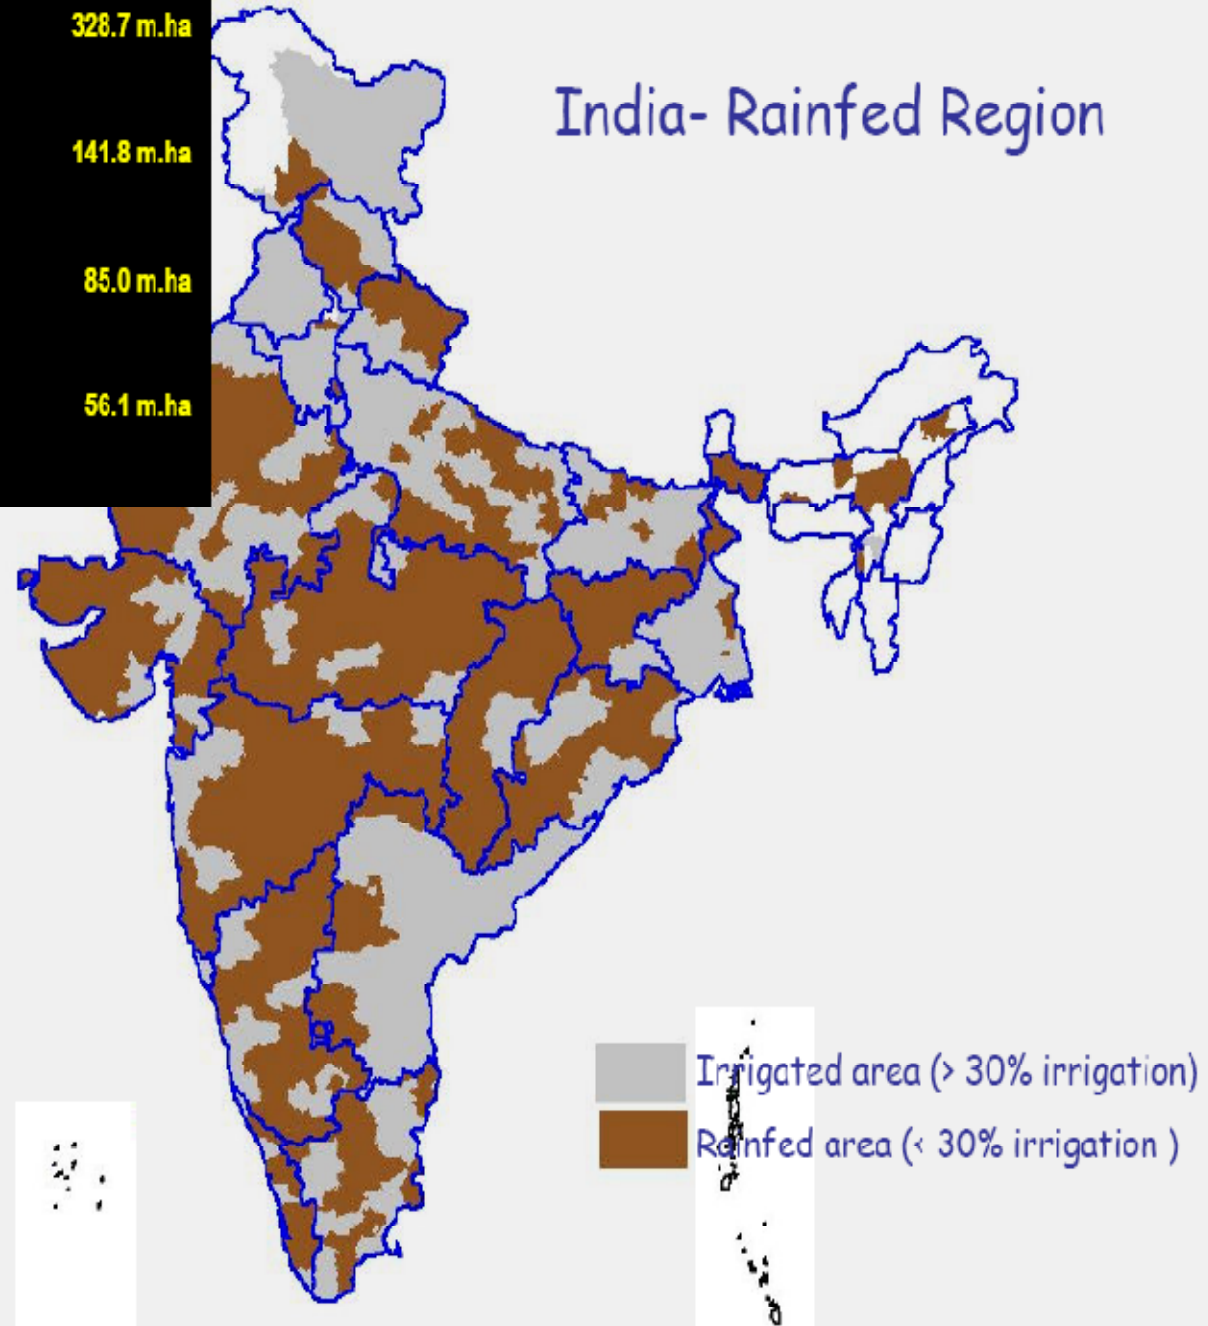 328.7 m.ha
India- Rainfed Region
141.8 m.ha
85.0 m.ha
56.1 m.ha
Irrigated area (> 30% irrigation)
Rainfed area (< 30% irrigation )